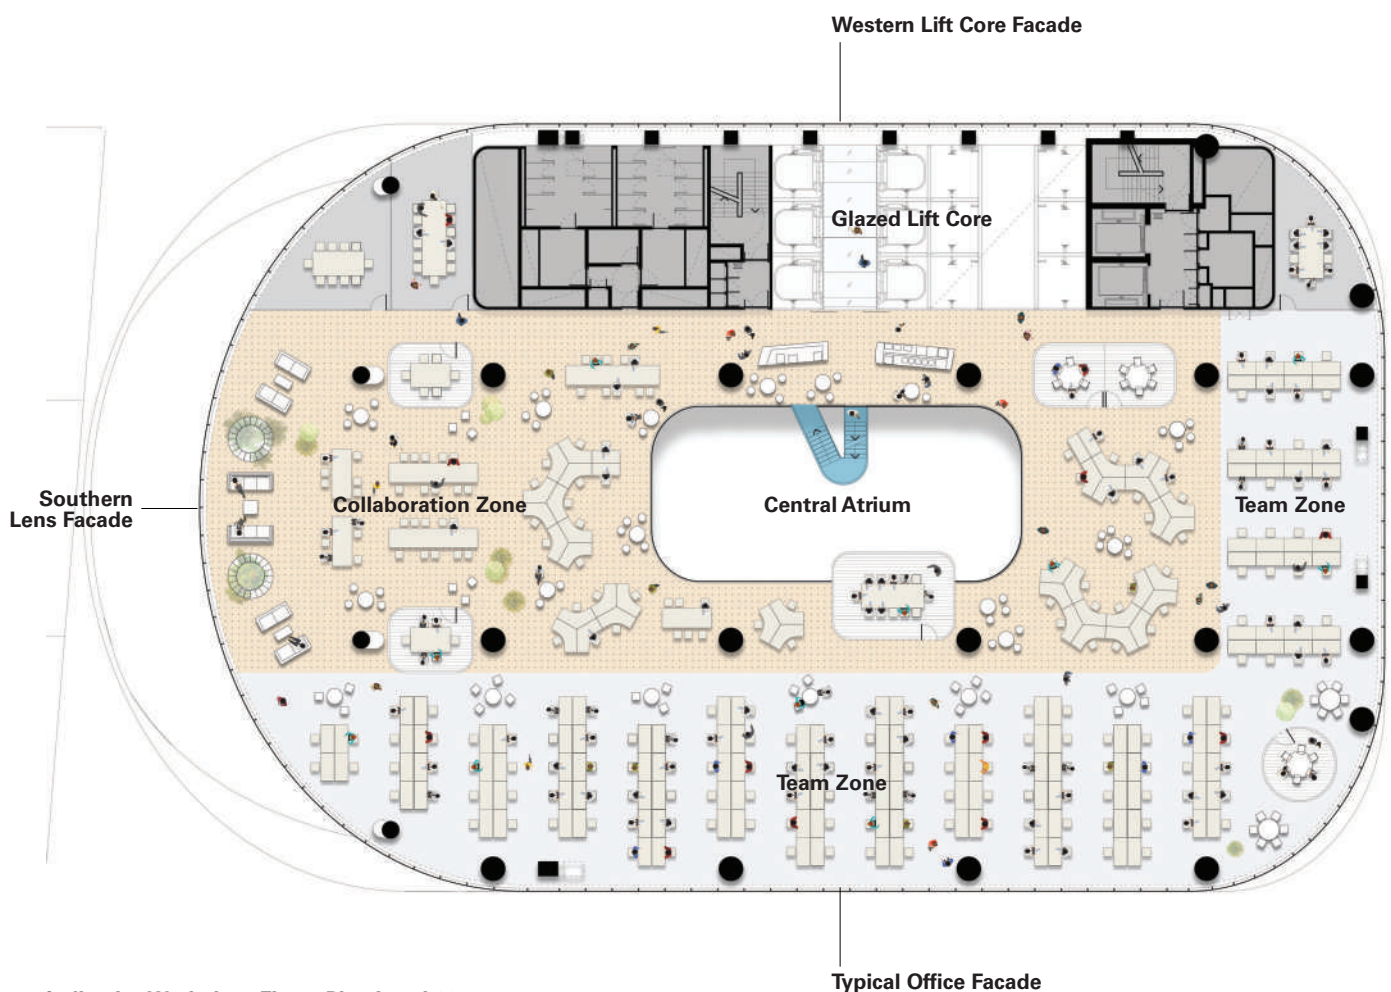 Western Lift Core Facade
Glazed Lift Core
Southern
Lens Facade
Collaboration Zone
Central Atrium
Team Zone
Team Zone
Typical Office Facade